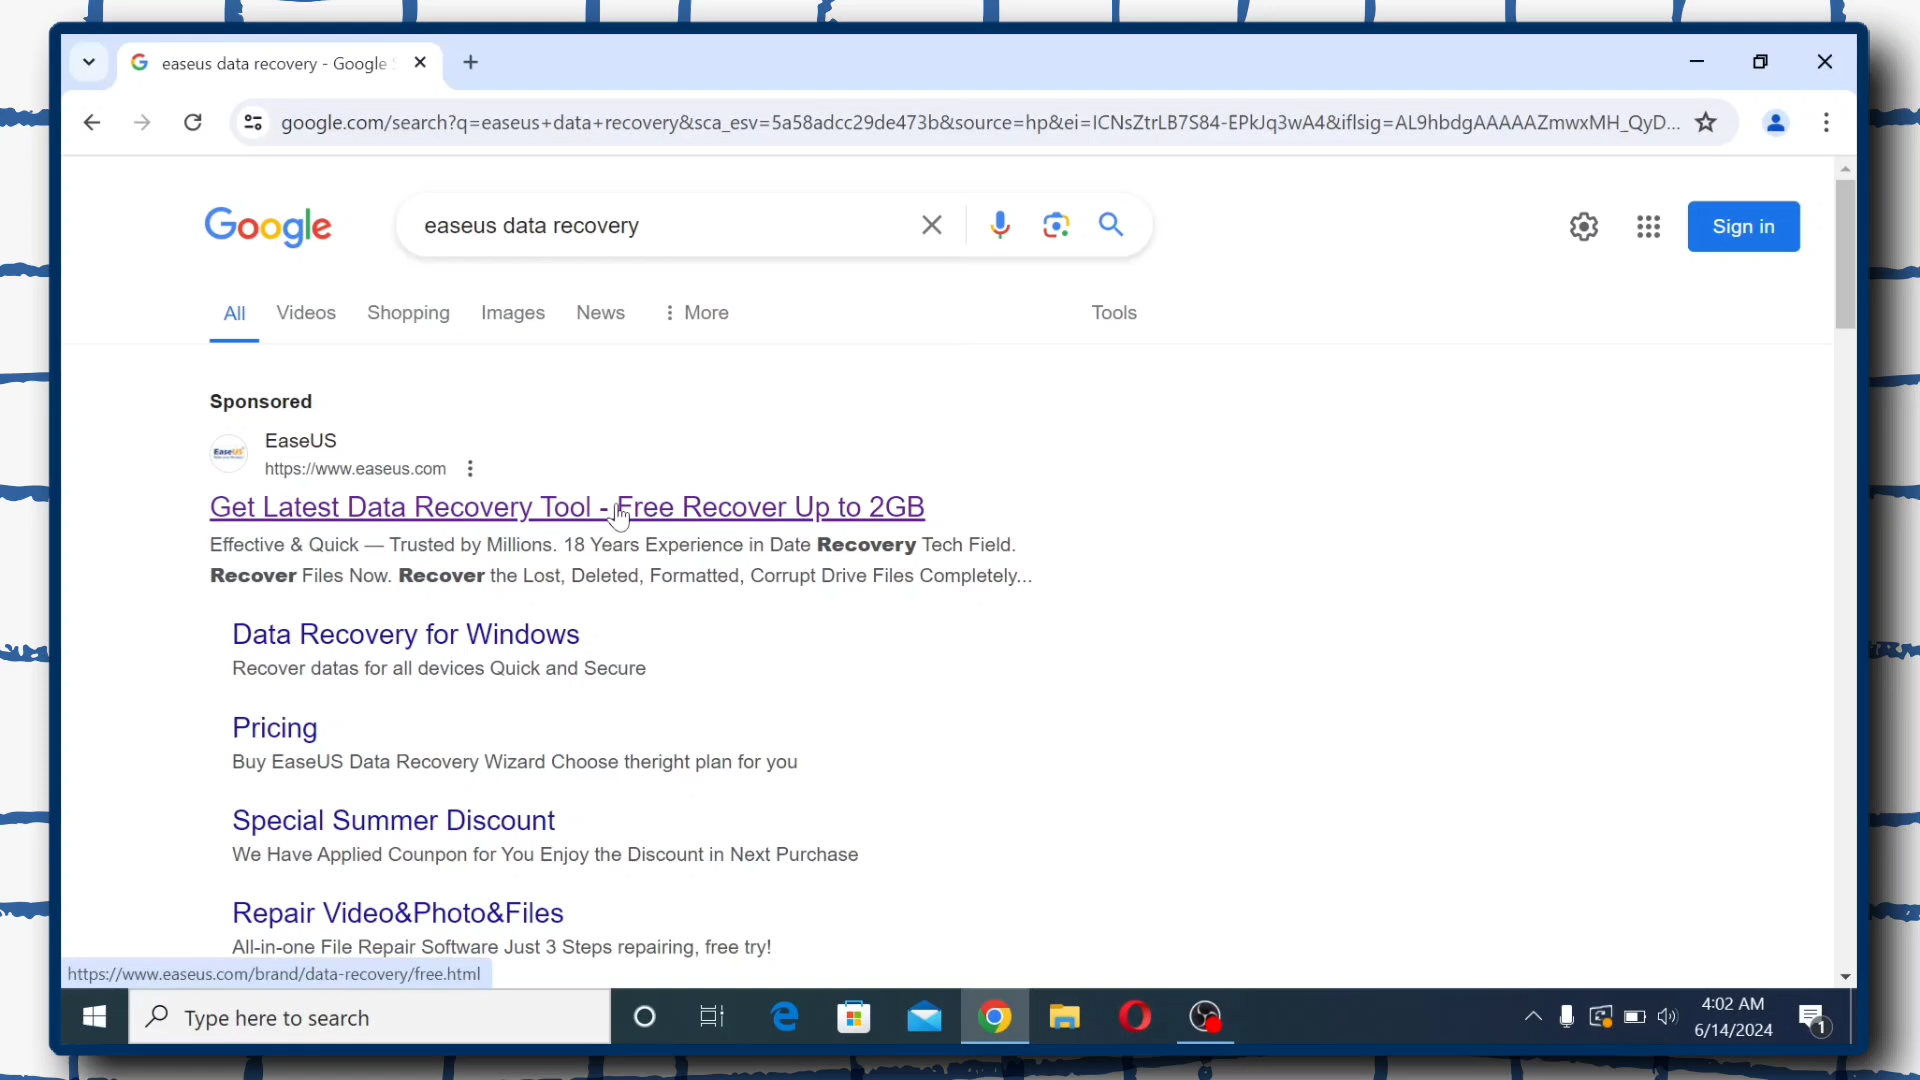 easeus data recovery - Google S
google.com/search?q=easeus+data+recovery&sca_esv=5a58adcc29de473b&source=hp&ei=ICNsZtrLB7S84-EPkJq3wA4&iflsig=AL9hbdgAAAAAZmwxMH_QyD...
Google
easeus data recovery
Sign in
All Videos Shopping Images News More Tools
Sponsored
EaseUS
EaseUS
https://www.easeus.com
Get Latest Data Recovery Tool - Free Recover Up to 2GB
Effective & Quick — Trusted by Millions. 18 Years Experience in Date Recovery Tech Field.
Recover Files Now. Recover the Lost, Deleted, Formatted, Corrupt Drive Files Completely...
Data Recovery for Windows
Recover datas for all devices Quick and Secure
Pricing
Buy EaseUS Data Recovery Wizard Choose theright plan for you
Special Summer Discount
We Have Applied Counpon for You Enjoy the Discount in Next Purchase
Repair Video&Photo&Files
All-in-one File Repair Software Just 3 Steps repairing, free try!
https://www.easeus.com/brand/data-recovery/free.html
Type here to search
4:02 AM
6/14/2024
1